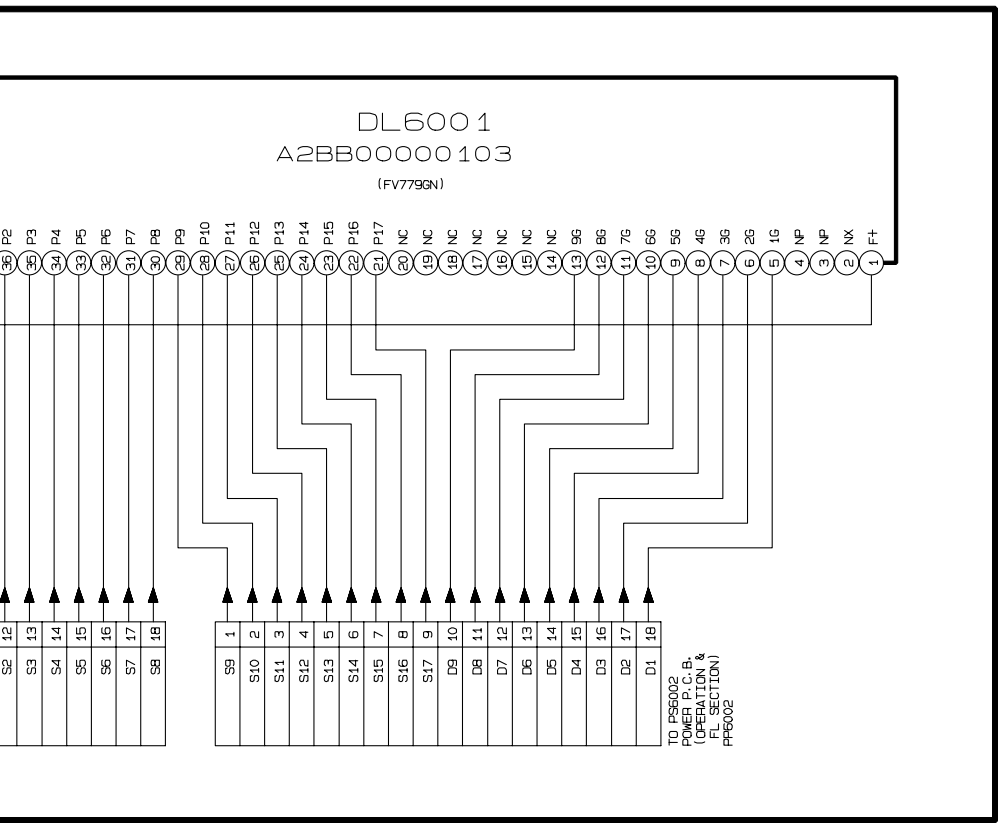 DL6001
A2BB00000103
(FV779GN)
P2 P3 P4 P5 P6 P7 P8 P9 P10 P11 P12 P13 P14 P15 P16 P17 NC NC NC NC NC NC NC 9G 8G 7G 6G 5G 4G 3G 2G 1G NP NP NX F+
36 35 34 33 32 31 30 29 28 27 26 25 24 23 22 21 20 19 18 17 16 15 14 13 12 11 10 9 8 7 6 5 4 3 2 1
12 13 14 15 16 17 18
S2 S3 S4 S5 S6 S7 S8
1 2 3 4 5 6 7 8 9 10 11 12 13 14 15 16 17 18
S9 S10 S11 S12 S13 S14 S15 S16 S17 D9 D8 D7 D6 D5 D4 D3 D2 D1
TO PS6002
POWER P.C.B.
(OPERATION &
FL SECTION)
PP6002